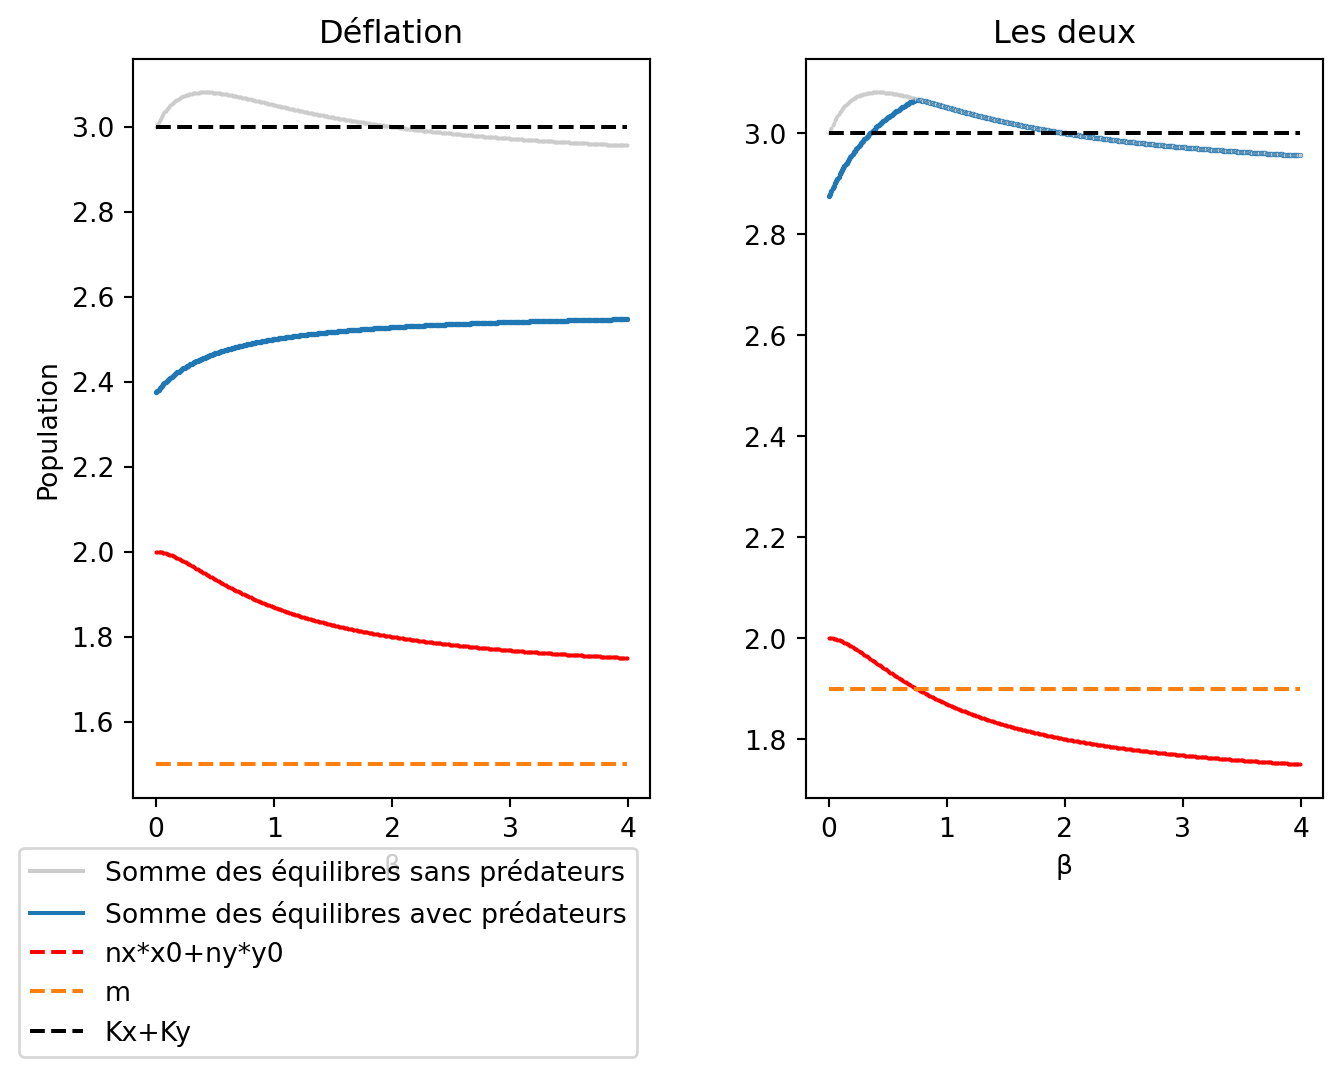 Déflation
Les deux
Population
3.0
2.8
2.6
2.4
2.2
2.0
1.8
1.6
0 1 2 3 4
β
3.0
2.8
2.6
2.4
2.2
2.0
1.8
0 1 2 3 4
β
Somme des équilibres sans prédateurs
Somme des équilibres avec prédateurs
nx*x0+ny*y0
m
Kx+Ky